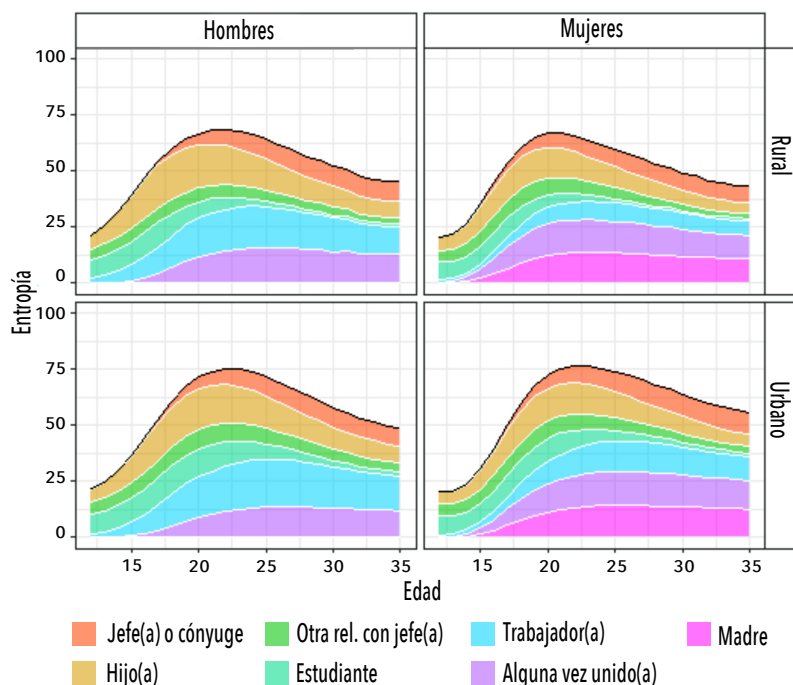 Hombres
Mujeres
100
75
50
25
0
Rural
Entropía
100
75
50
25
0
Urbano
15 20 25 30 35
15 20 25 30 35
Edad
Jefe(a) o cónyuge
Otra rel. con jefe(a)
Trabajador(a)
Madre
Hijo(a)
Estudiante
Alguna vez unido(a)